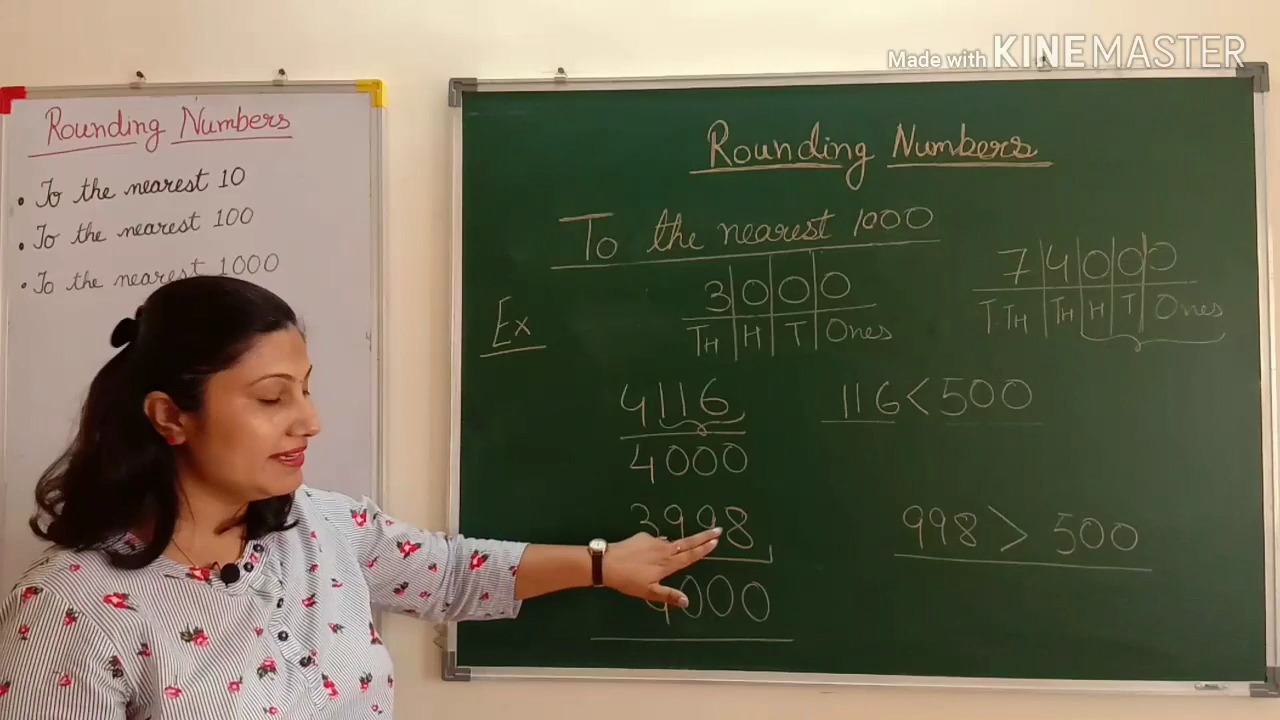 Made with KINEMASTER
Rounding Numbers
• To the nearest 10
• To the nearest 100
• To the nearest 1000
Rounding Numbers
To the nearest 1000
Ex
3 | 0 | 0 | 0
TH | H | T | Ones
7 | 4 | 0 | 0 | 0
T.TH | TH | H | T | Ones
4116
116 < 500
4000
3998
998 > 500
4000